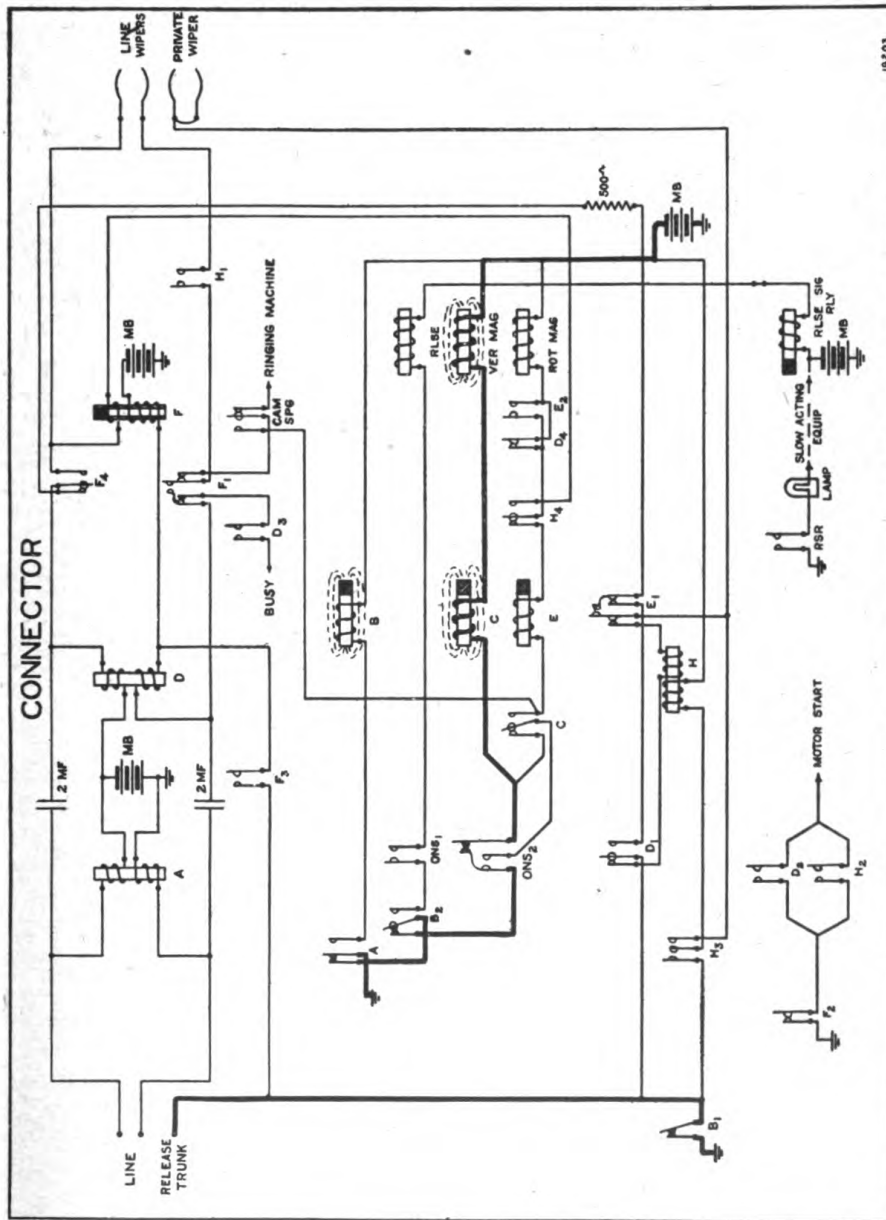 CONNECTOR
LINE
WIPERS
PRIVATE
WIPER
LINE
RELEASE
TRUNK
2 MF
2 MF
A
MB
D
F3
BUSY
D3
F1
F4
F
MB
H1
CAM
SPG
RINGING MACHINE
A
B2
ONS1
ONS2
B
C
C
E
H4
D4
E2
RLSE
VER MAG
ROT MAG
500~
MB
B1
H3
D1
H
E1
F2
D2
H2
MOTOR START
RSR
LAMP
SLOW ACTING
EQUIP
RLSE SIG
RLY
MB